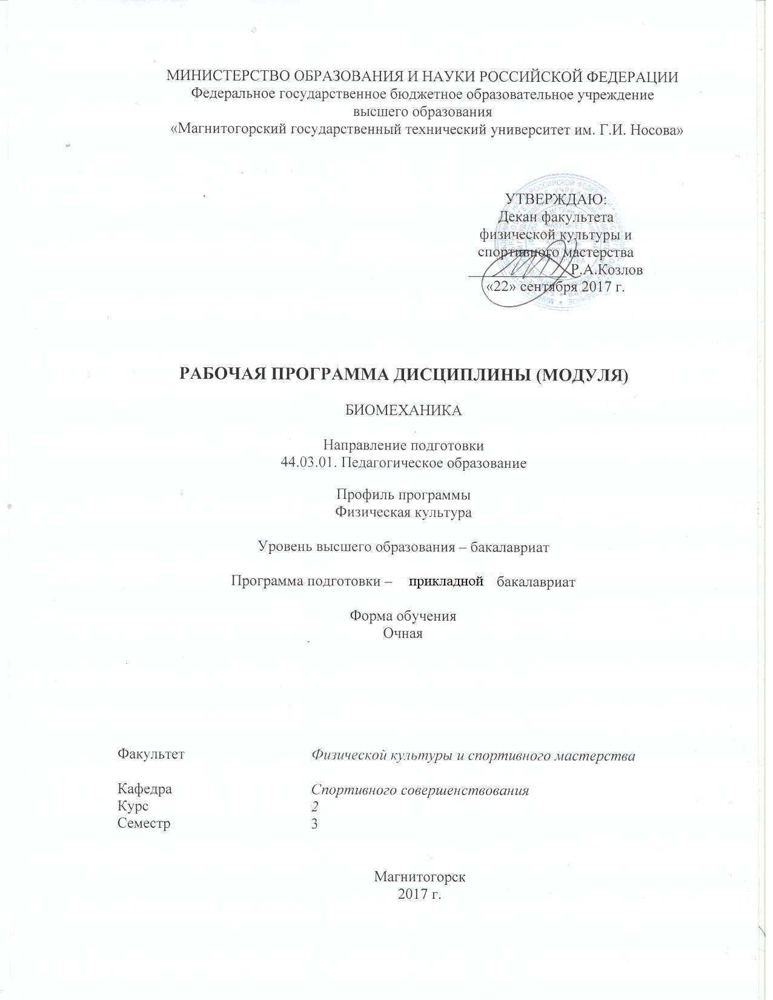 МИНИСТЕРСТВО ОБРАЗОВАНИЯ И НАУКИ РОССИЙСКОЙ ФЕДЕРАЦИИ
Федеральное государственное бюджетное образовательное учреждение
высшего образования
«Магнитогорский государственный технический университет им. Г.И. Носова»
УТВЕРЖДАЮ:
Декан факультета
физической культуры и
спортивного мастерства
Р.А.Козлов
«22» сентября 2017 г.
РАБОЧАЯ ПРОГРАММА ДИСЦИПЛИНЫ (МОДУЛЯ)
БИОМЕХАНИКА
Направление подготовки
44.03.01. Педагогическое образование
Профиль программы
Физическая культура
Уровень высшего образования – бакалавриат
Программа подготовки – прикладной бакалавриат
Форма обучения
Очная
Факультет Физической культуры и спортивного мастерства
Кафедра Спортивного совершенствования
Курс 2
Семестр 3
Магнитогорск
2017 г.